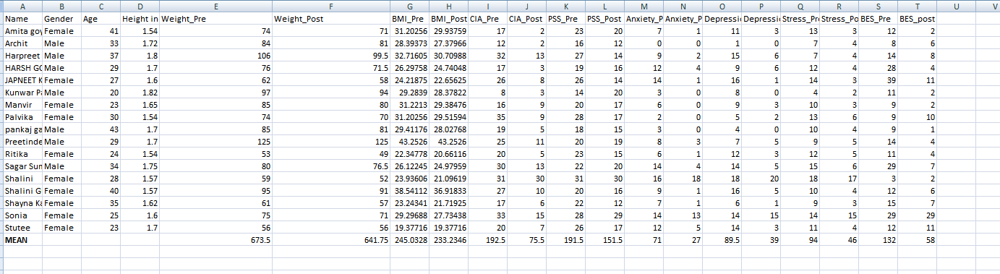 A B C D E F G H I J K L M N O P Q R S T U V
Name Gender Age Height in Weight_Pre Weight_Post BMI_Pre BMI_Post CIA_Pre CIA_Post PSS_Pre PSS_Post Anxiety_P Anxiety_P Depressi Depressi Stress_Pr Stress_Po BES_Pre BES_post
Amita goy Female 41 1.54 74 71 31.20256 29.93759 17 2 23 20 7 1 11 3 13 3 12 2
Archit Male 33 1.72 84 81 28.39373 27.37966 12 2 16 12 0 0 1 0 7 4 8 6
Harpreet Male 37 1.8 106 99.5 32.71605 30.70988 32 13 27 14 9 2 15 6 7 4 14 8
HARSH GO Male 29 1.7 76 71.5 26.29758 24.74048 17 3 19 16 12 4 9 6 12 4 28 4
JAPNEET K Female 27 1.6 62 58 24.21875 22.65625 26 8 26 14 14 1 16 1 14 3 39 11
Kunwar Pa Male 20 1.82 97 94 29.2839 28.37822 8 3 14 20 3 0 8 0 4 2 11 2
Manvir Female 23 1.65 85 80 31.2213 29.38476 16 9 20 17 6 0 9 3 10 3 9 2
Palvika Female 30 1.54 74 70 31.20256 29.51594 35 9 28 17 2 0 5 2 13 6 9 10
pankaj ga Male 43 1.7 85 81 29.41176 28.02768 19 5 18 15 3 0 4 0 10 4 9 1
Preetinde Male 29 1.7 125 125 43.2526 43.2526 25 11 20 19 8 3 7 5 9 5 14 4
Ritika Female 24 1.54 53 49 22.34778 20.66116 20 5 23 15 6 1 12 3 12 5 11 4
Sagar Sur Male 34 1.75 80 76.5 26.12245 24.97959 30 13 22 20 14 4 14 5 15 6 29 7
Shalini Female 28 1.57 59 52 23.93606 21.09619 31 30 31 30 16 18 18 20 18 17 3 2
Shalini G Female 40 1.57 95 91 38.54112 36.91833 27 10 20 16 9 1 16 5 10 4 12 6
Shayna Ka Female 35 1.62 61 57 23.24341 21.71925 17 6 22 12 7 1 6 1 9 3 15 7
Sonia Female 25 1.6 75 71 29.29688 27.73438 33 15 28 29 14 13 14 15 14 15 29 29
Stutee Female 23 1.7 56 56 19.37716 19.37716 20 7 26 17 12 5 14 3 11 4 12 11
MEAN 673.5 641.75 245.0328 233.2346 192.5 75.5 191.5 151.5 71 27 89.5 39 94 46 132 58